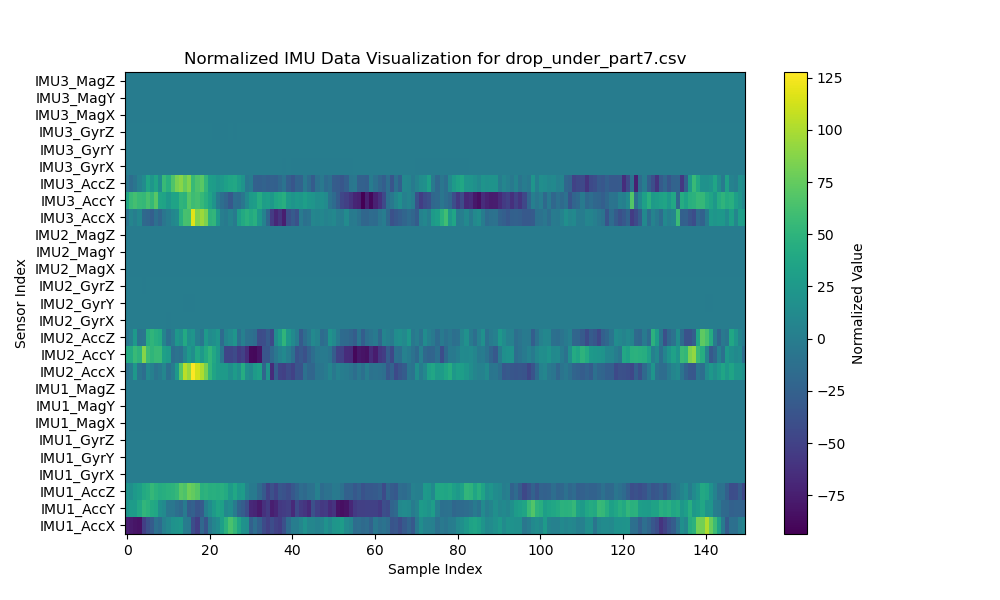 Normalized IMU Data Visualization for drop_under_part7.csv
Sensor Index
IMU3_MagZ
IMU3_MagY
IMU3_MagX
IMU3_GyrZ
IMU3_GyrY
IMU3_GyrX
IMU3_AccZ
IMU3_AccY
IMU3_AccX
IMU2_MagZ
IMU2_MagY
IMU2_MagX
IMU2_GyrZ
IMU2_GyrY
IMU2_GyrX
IMU2_AccZ
IMU2_AccY
IMU2_AccX
IMU1_MagZ
IMU1_MagY
IMU1_MagX
IMU1_GyrZ
IMU1_GyrY
IMU1_GyrX
IMU1_AccZ
IMU1_AccY
IMU1_AccX
0 20 40 60 80 100 120 140
Sample Index
125
100
75
50
25
0
−25
−50
−75
Normalized Value